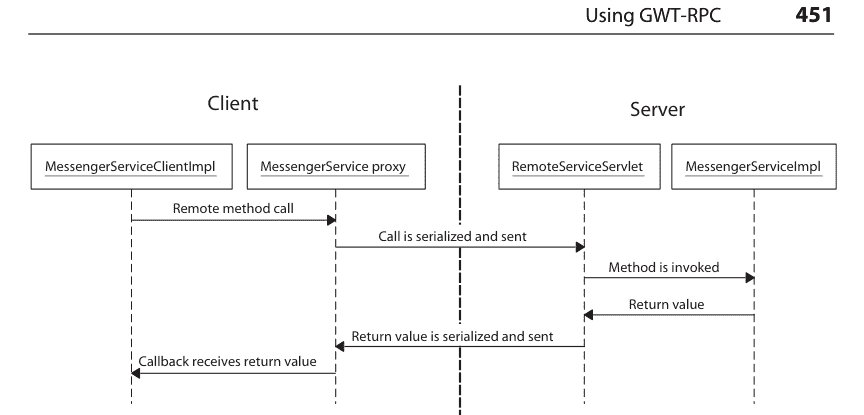 Using GWT-RPC 451
Client
Server
MessengerServiceClientImpl
MessengerService proxy
RemoteServiceServlet
MessengerServiceImpl
Remote method call
Call is serialized and sent
Method is invoked
Return value
Return value is serialized and sent
Callback receives return value